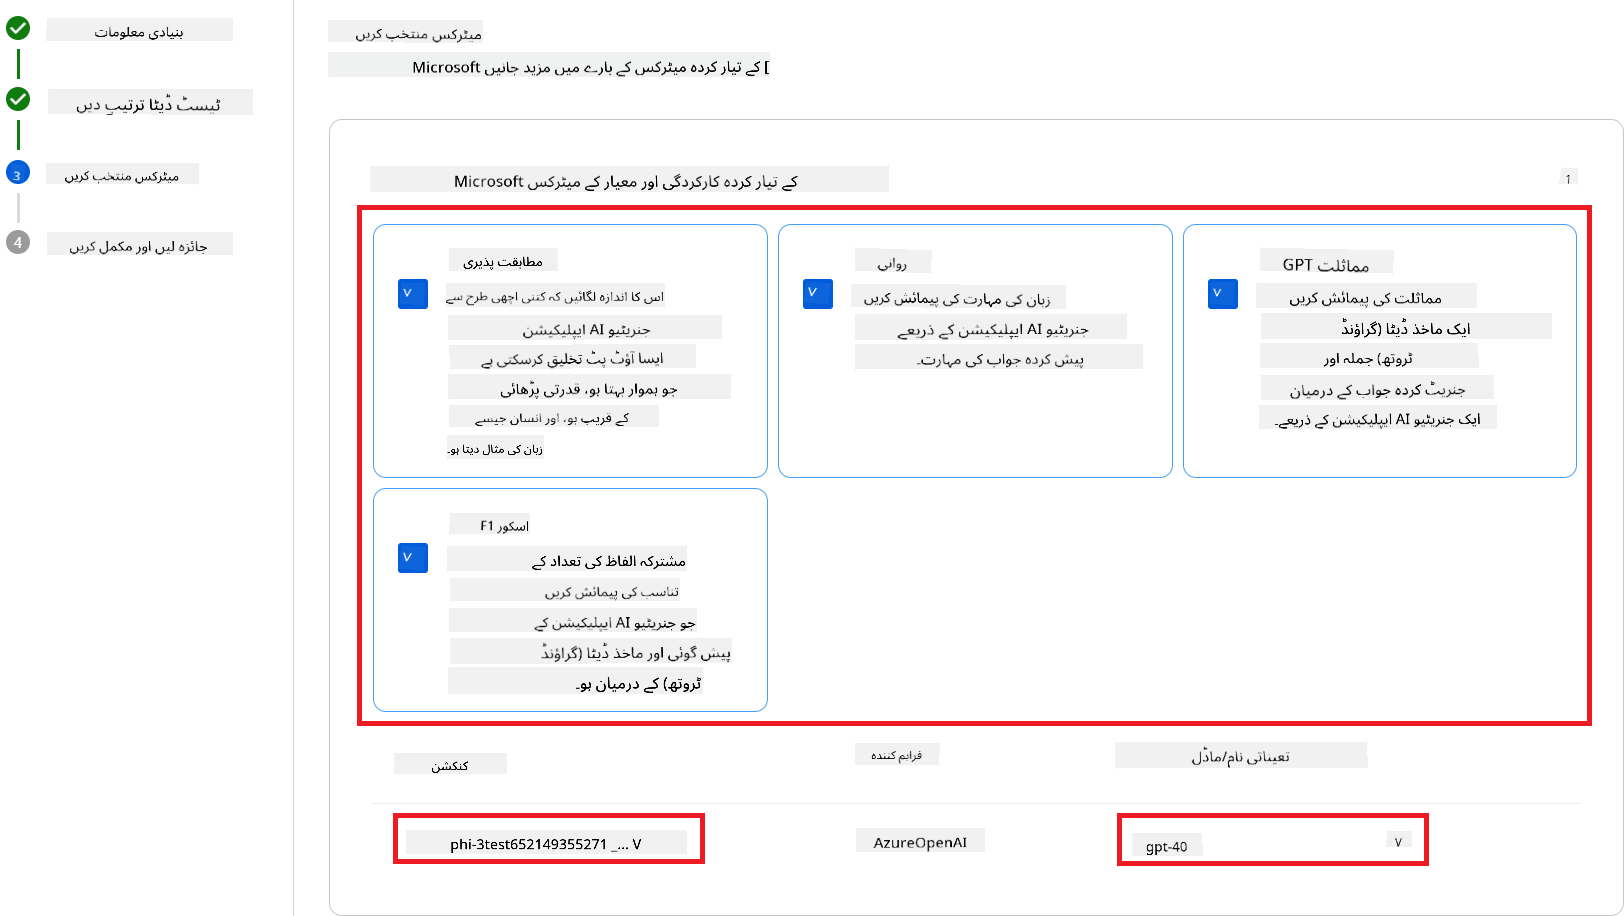 بنیادی معلومات
ٹیسٹ ڈیٹا ترتیب دیں
3
میٹرکس منتخب کریں
4
جائزہ لیں اور مکمل کریں
میٹرکس منتخب کریں
Microsoft کے تیار کردہ میٹرکس کے بارے میں مزید جانیں [
Microsoft کے تیار کردہ کارکردگی اور معیار کے میٹرکس
1
مطابقت پذیری
اس کا اندازہ لگائیں کہ کتنی اچھی طرح سے
جنریٹیو AI ایپلیکیشن
ایسا آؤٹ پٹ تخلیق کرسکتی ہے
جو ہموار بہتا ہو، قدرتی پڑھائی
کے قریب ہو، اور انسان جیسے
زبان کی مثال دیتا ہو۔
روانی
زبان کی مہارت کی پیمائش کریں
جنریٹیو AI ایپلیکیشن کے ذریعے
پیش کردہ جواب کی مہارت۔
GPT مماثلت
مماثلت کی پیمائش کریں
ایک ماخذ ڈیٹا (گراؤنڈ
ٹروتھ) جملہ اور
جنریٹ کردہ جواب کے درمیان
ایک جنریٹیو AI ایپلیکیشن کے ذریعے۔
F1 اسکور
مشترکہ الفاظ کی تعداد کے
تناسب کی پیمائش کریں
جو جنریٹیو AI ایپلیکیشن کے
پیش گوئی اور ماخذ ڈیٹا (گراؤنڈ
ٹروتھ) کے درمیان ہو۔
کنکشن
فراہم کنندہ
تعیناتی نام/ماڈل
phi-3test652149355271 _... V
AzureOpenAI
gpt-40
V